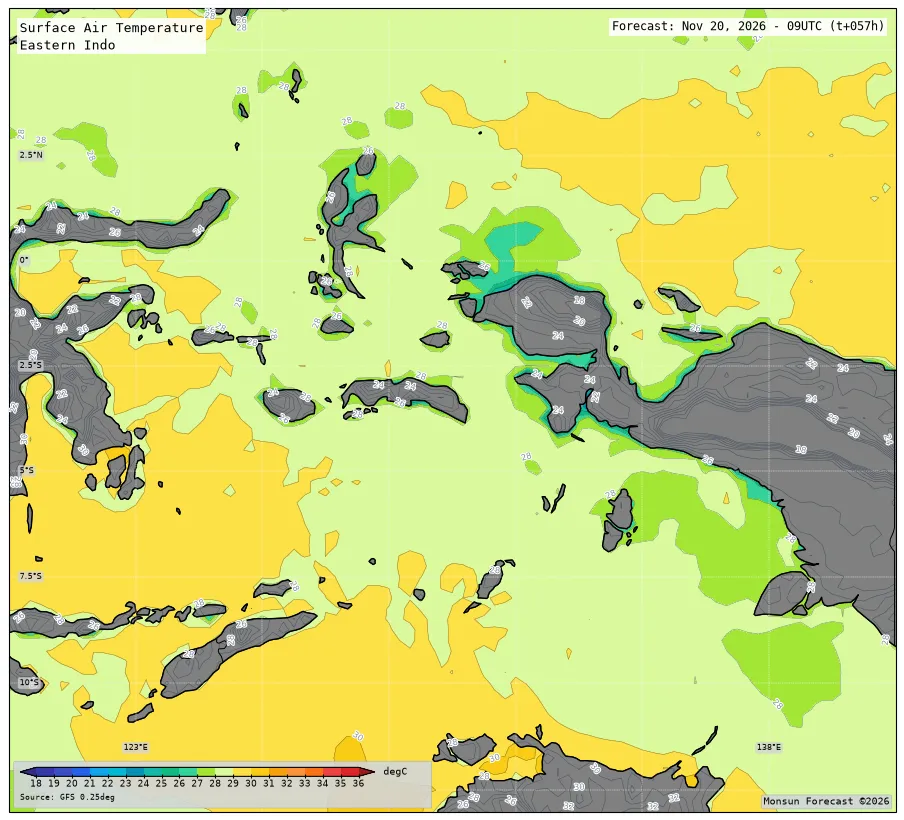 Surface Air Temperature
Eastern Indo
Forecast: Nov 20, 2026 - 09UTC (t+057h)
2.5°N
0°
2.5°S
5°S
7.5°S
10°S
123°E
138°E
18 19 20 21 22 23 24 25 26 27 28 29 30 31 32 33 34 35 36
degC
Source: GFS 0.25deg
Monsun Forecast ©2026